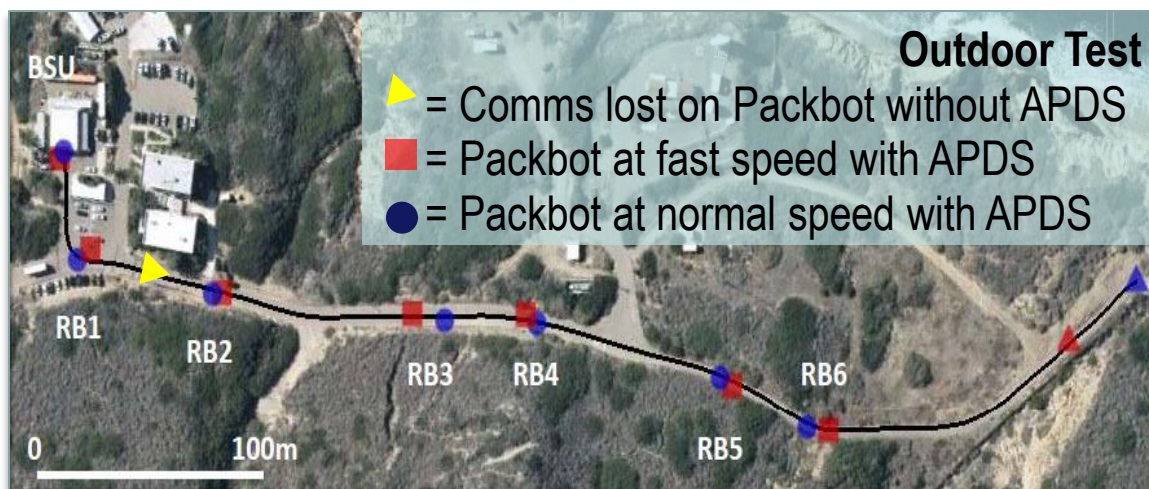 Outdoor Test
BSU
= Comms lost on Packbot without APDS
= Packbot at fast speed with APDS
= Packbot at normal speed with APDS
RB1
RB2
RB3
RB4
RB5
RB6
0 100m